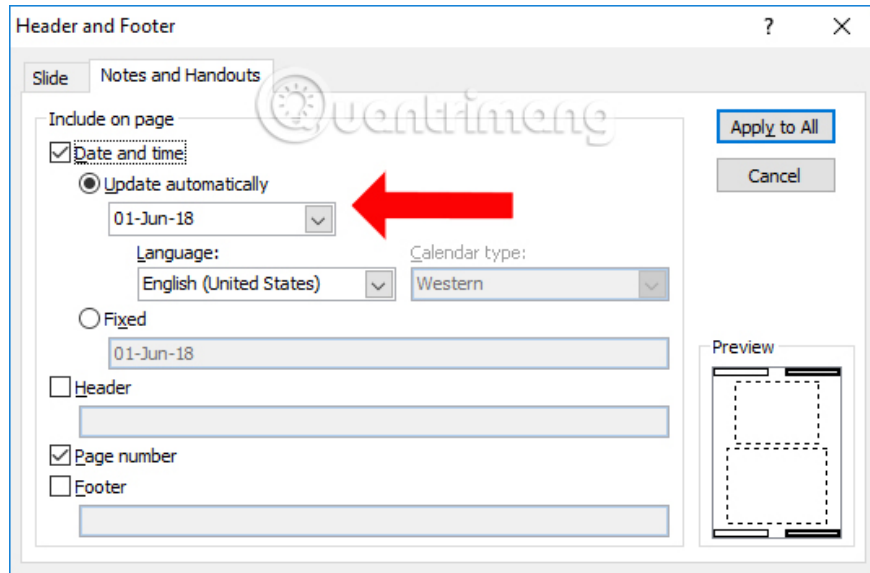 Header and Footer ?
Slide Notes and Handouts
Quantrimang
Include on page
Apply to All
Date and time
Cancel
Update automatically
01-Jun-18
Language: Calendar type:
English (United States) Western
Fixed
01-Jun-18
Preview
Header
Page number
Footer